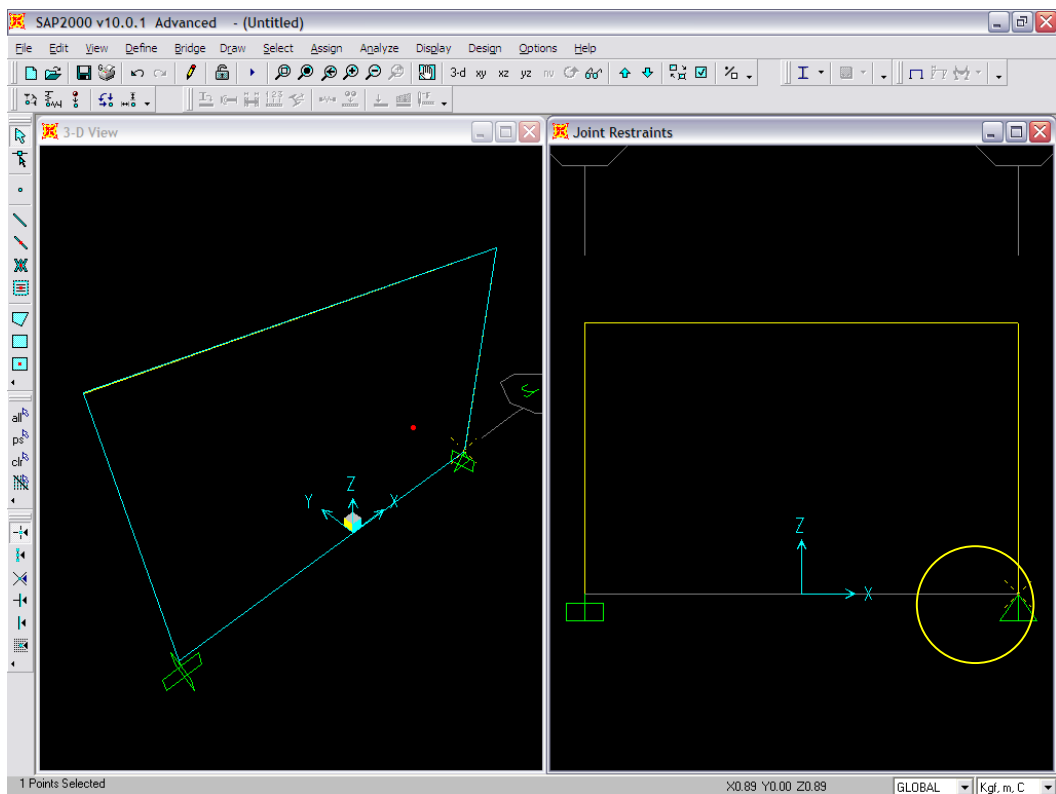 SAP2000 v10.0.1 Advanced - (Untitled)
File Edit View Define Bridge Draw Select Assign Analyze Display Design Options Help
3-d xy xz yz nv
3-D View
Joint Restraints
all
ps
clr
Z
Y
X
Z
X
1 Points Selected
X0.89 Y0.00 Z0.89
GLOBAL
Kgf, m, C